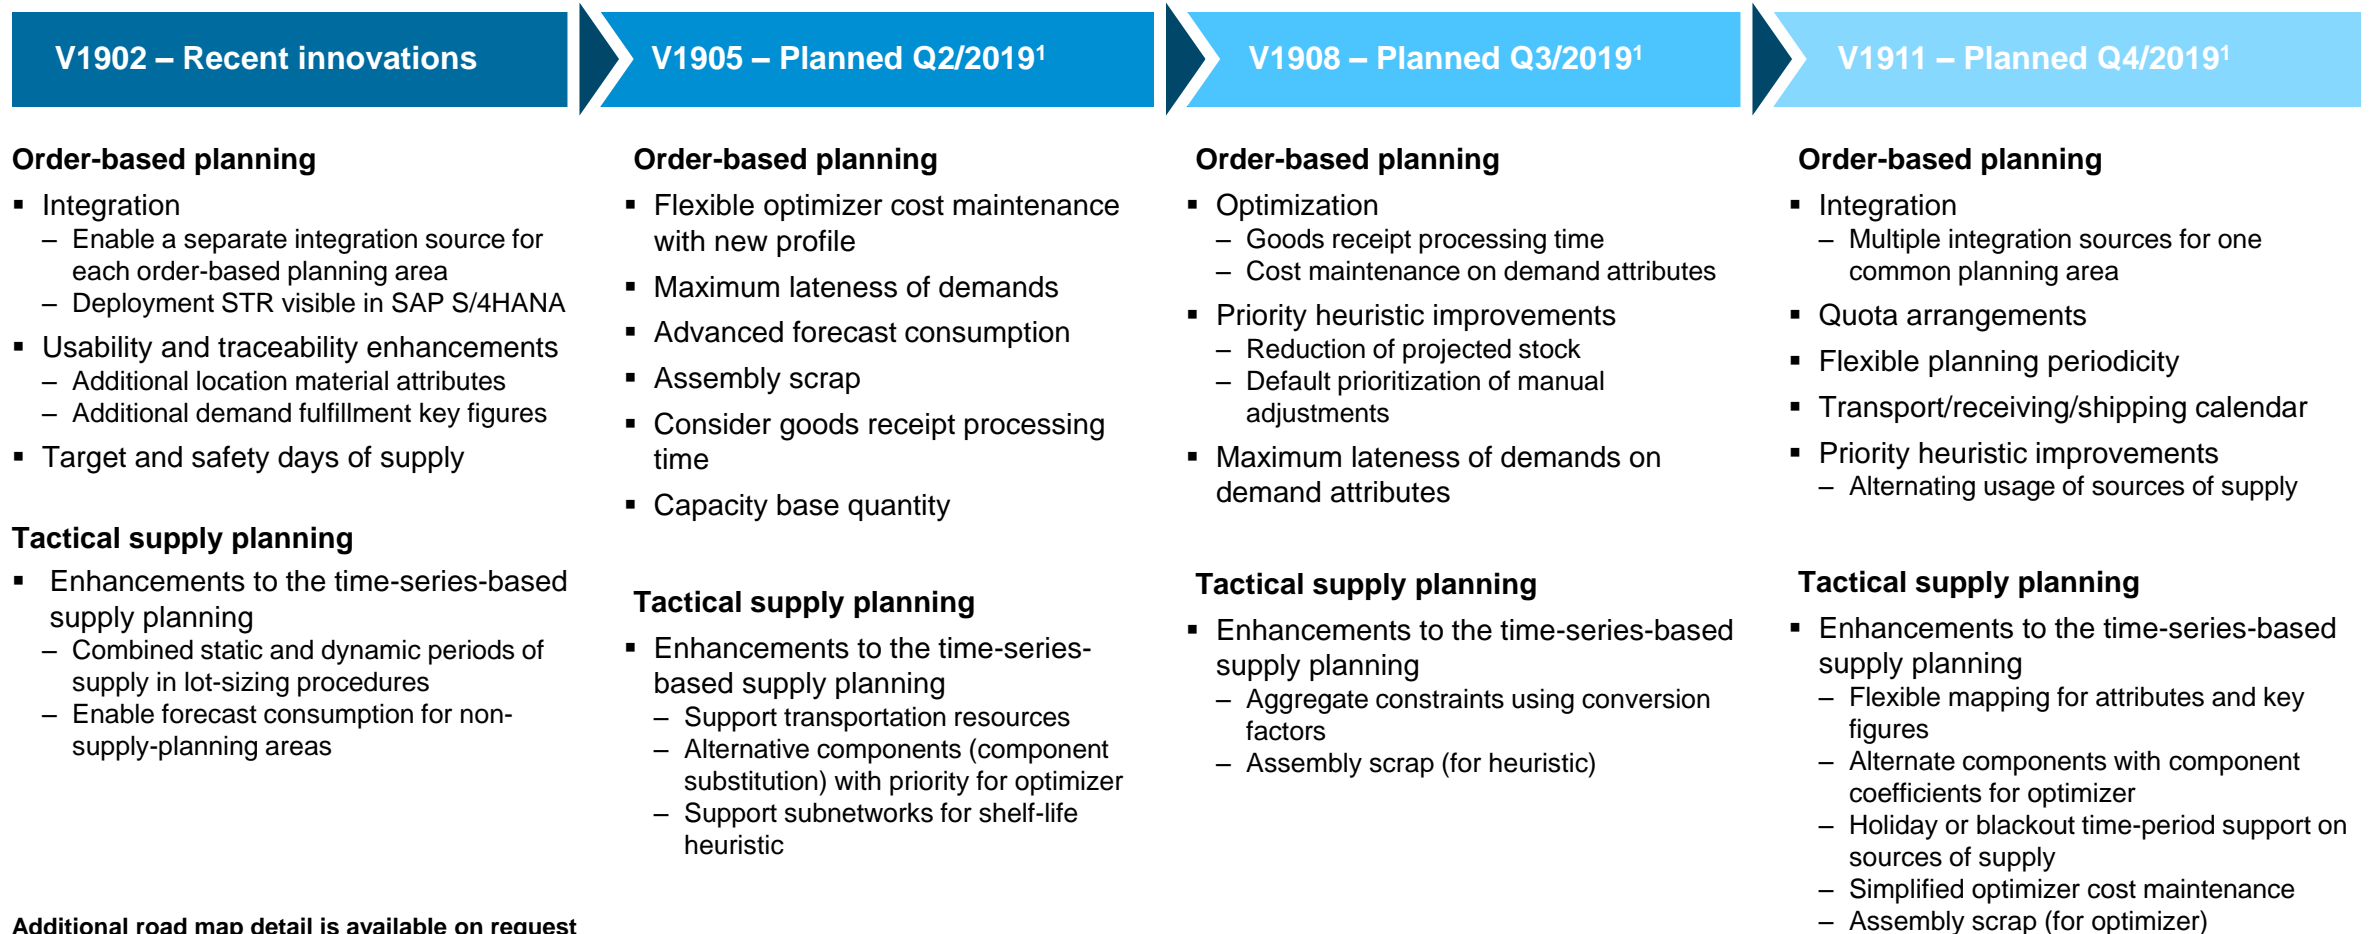 V1902 – Recent innovations
V1905 – Planned Q2/2019¹
V1908 – Planned Q3/2019¹
V1911 – Planned Q4/2019¹
Order-based planning
▪ Integration
– Enable a separate integration source for
each order-based planning area
– Deployment STR visible in SAP S/4HANA
▪ Usability and traceability enhancements
– Additional location material attributes
– Additional demand fulfillment key figures
▪ Target and safety days of supply
Tactical supply planning
▪ Enhancements to the time-series-based
supply planning
– Combined static and dynamic periods of
supply in lot-sizing procedures
– Enable forecast consumption for non-
supply-planning areas
Additional road map detail is available on request
Order-based planning
▪ Flexible optimizer cost maintenance
with new profile
▪ Maximum lateness of demands
▪ Advanced forecast consumption
▪ Assembly scrap
▪ Consider goods receipt processing
time
▪ Capacity base quantity
Tactical supply planning
▪ Enhancements to the time-series-
based supply planning
– Support transportation resources
– Alternative components (component
substitution) with priority for optimizer
– Support subnetworks for shelf-life
heuristic
Order-based planning
▪ Optimization
– Goods receipt processing time
– Cost maintenance on demand attributes
▪ Priority heuristic improvements
– Reduction of projected stock
– Default prioritization of manual
adjustments
▪ Maximum lateness of demands on
demand attributes
Tactical supply planning
▪ Enhancements to the time-series-based
supply planning
– Aggregate constraints using conversion
factors
– Assembly scrap (for heuristic)
Order-based planning
▪ Integration
– Multiple integration sources for one
common planning area
▪ Quota arrangements
▪ Flexible planning periodicity
▪ Transport/receiving/shipping calendar
▪ Priority heuristic improvements
– Alternating usage of sources of supply
Tactical supply planning
▪ Enhancements to the time-series-based
supply planning
– Flexible mapping for attributes and key
figures
– Alternate components with component
coefficients for optimizer
– Holiday or blackout time-period support on
sources of supply
– Simplified optimizer cost maintenance
– Assembly scrap (for optimizer)